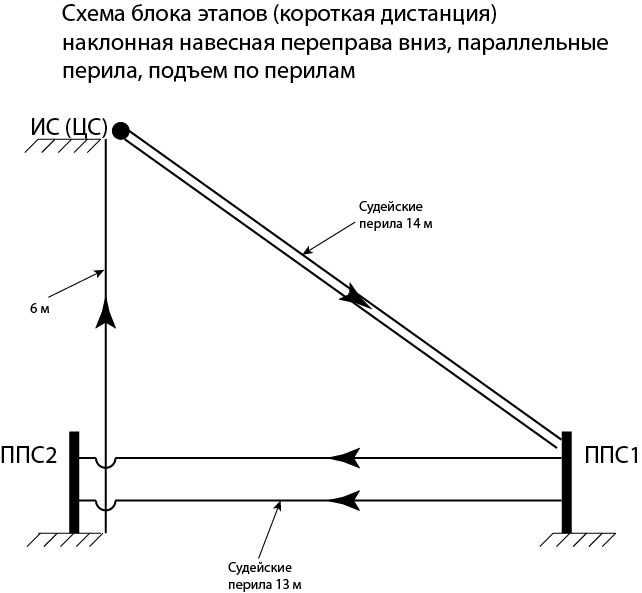 Схема блока этапов (короткая дистанция)
наклонная навесная переправа вниз, параллельные
перила, подъем по перилам
ИС (ЦС)
Судейские
перила 14 м
6 м
ППС2
ППС1
Судейские
перила 13 м